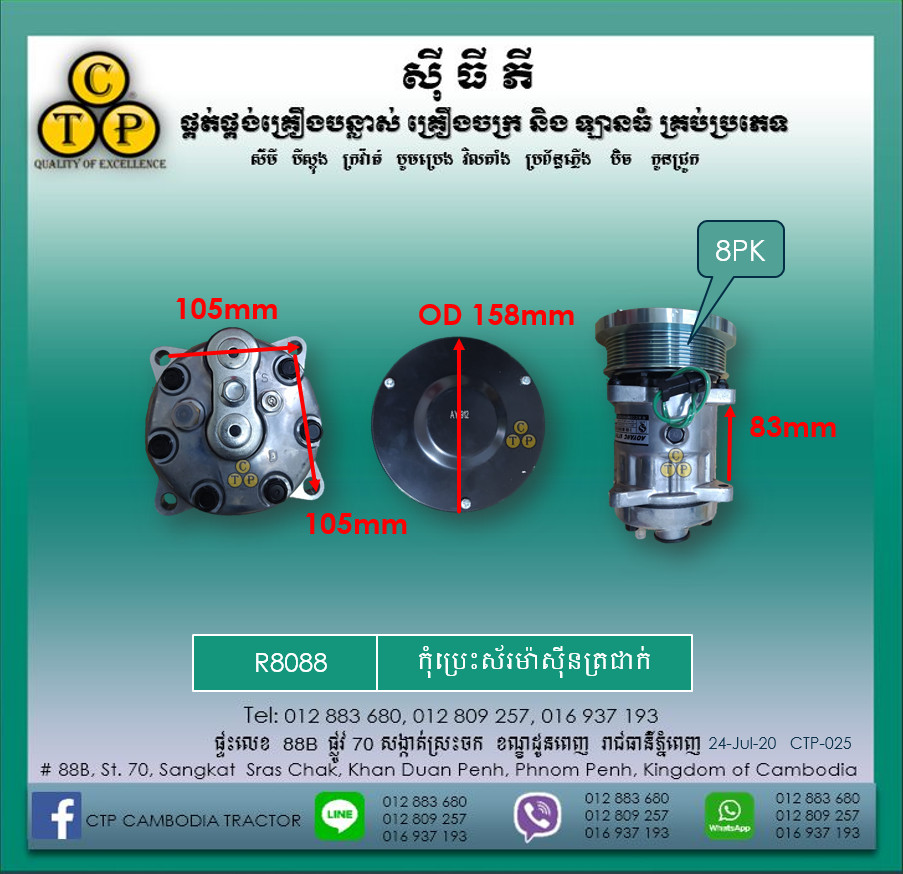 C
T P
QUALITY OF EXCELLENCE
ស៊ី ធី ភី
ផ្គត់ផ្គង់គ្រឿងបន្លាស់ គ្រឿងចក្រ និង ឡានធំ គ្រប់ប្រភេទ
ស៊ីមី បីស្តុង ក្រវ៉ាត់ បូមប្រេង វិលតាំង ប្រព័ន្ធភ្លើង ប៊ិច កូនជ្រូក
8PK
105mm
OD 158mm
83mm
105mm
S
D
AY 912
C
T P
C
T P
C
T P
R8088
កុំប្រេះស័រម៉ាស៊ីនត្រជាក់
Tel: 012 883 680, 012 809 257, 016 937 193
ផ្ទះលេខ 88B ផ្លូវ 70 សង្កាត់ស្រះចក ខណ្ឌដូនពេញ រាជធានីភ្នំពេញ 24-Jul-20 CTP-025
# 88B, St. 70, Sangkat Sras Chak, Khan Duan Penh, Phnom Penh, Kingdom of Cambodia
CTP CAMBODIA TRACTOR
LINE
012 883 680
012 809 257
016 937 193
012 883 680
012 809 257
016 937 193
WhatsApp
012 883 680
012 809 257
016 937 193